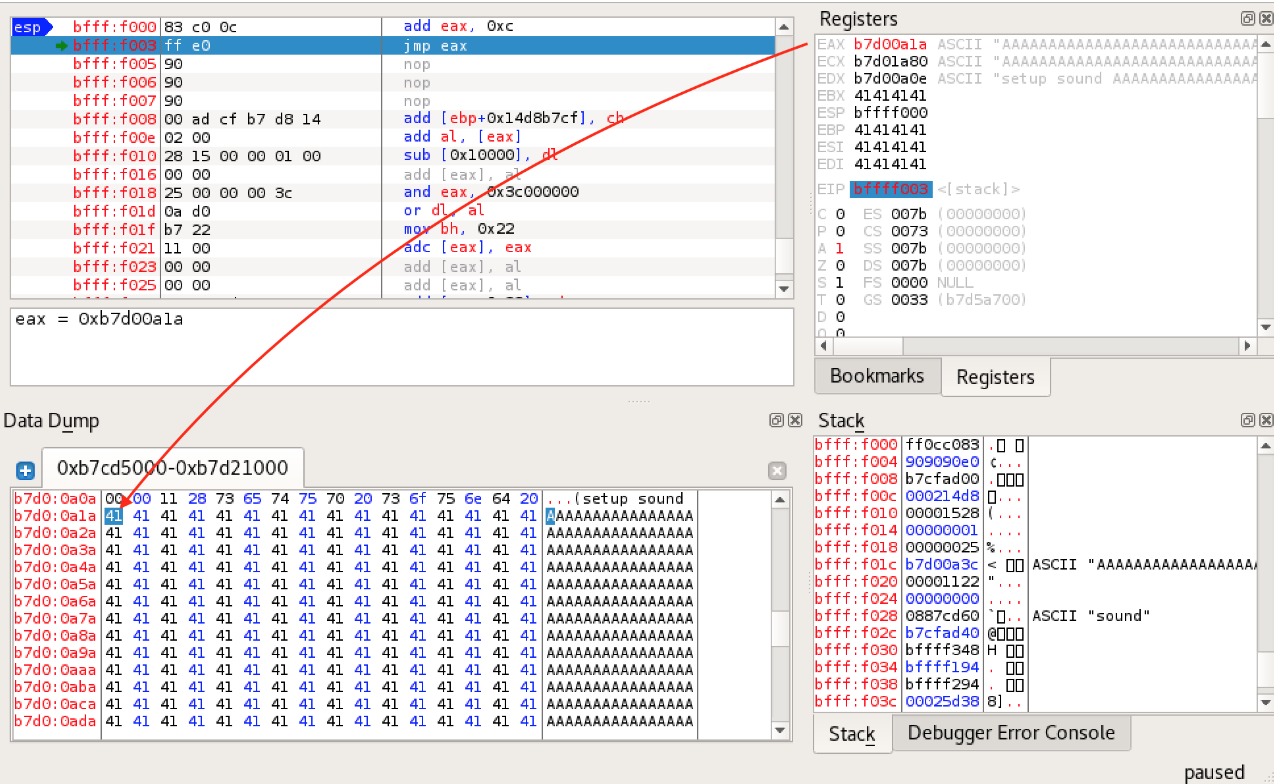 esp bfff:f000 83 c0 0c add eax, 0xc
bfff:f003 ff e0 jmp eax
bfff:f005 90 nop
bfff:f006 90 nop
bfff:f007 90 nop
bfff:f008 00 ad cf b7 d8 14 add [ebp+0x14d8b7cf], ch
bfff:f00e 02 00 add al, [eax]
bfff:f010 28 15 00 00 01 00 sub [0x10000], dl
bfff:f016 00 00 add [eax], al
bfff:f018 25 00 00 00 3c and eax, 0x3c000000
bfff:f01d 0a d0 or dl, al
bfff:f01f b7 22 mov bh, 0x22
bfff:f021 11 00 adc [eax], eax
bfff:f023 00 00 add [eax], al
bfff:f025 00 00 add [eax], al
eax = 0xb7d00a1a
Registers
EAX b7d00a1a ASCII "AAAAAAAAAAAAAAAAAAAAAAAAAAAA
ECX b7d01a80 ASCII "AAAAAAAAAAAAAAAAAAAAAAAAAAAA
EDX b7d00a0e ASCII "setup sound AAAAAAAAAAAAAAAA
EBX 41414141
ESP bffff000
EBP 41414141
ESI 41414141
EDI 41414141
EIP bffff003 <[stack]>
C 0 ES 007b (00000000)
P 0 CS 0073 (00000000)
A 1 SS 007b (00000000)
Z 0 DS 007b (00000000)
S 1 FS 0000 NULL
T 0 GS 0033 (b7d5a700)
D 0
O 0
Bookmarks
Registers
Data Dump
0xb7cd5000-0xb7d21000
b7d0:0a0a 00 00 11 28 73 65 74 75 70 20 73 6f 75 6e 64 20 ...(setup sound
b7d0:0a1a 41 41 41 41 41 41 41 41 41 41 41 41 41 41 41 41 AAAAAAAAAAAAAAAA
b7d0:0a2a 41 41 41 41 41 41 41 41 41 41 41 41 41 41 41 41 AAAAAAAAAAAAAAAA
b7d0:0a3a 41 41 41 41 41 41 41 41 41 41 41 41 41 41 41 41 AAAAAAAAAAAAAAAA
b7d0:0a4a 41 41 41 41 41 41 41 41 41 41 41 41 41 41 41 41 AAAAAAAAAAAAAAAA
b7d0:0a5a 41 41 41 41 41 41 41 41 41 41 41 41 41 41 41 41 AAAAAAAAAAAAAAAA
b7d0:0a6a 41 41 41 41 41 41 41 41 41 41 41 41 41 41 41 41 AAAAAAAAAAAAAAAA
b7d0:0a7a 41 41 41 41 41 41 41 41 41 41 41 41 41 41 41 41 AAAAAAAAAAAAAAAA
b7d0:0a8a 41 41 41 41 41 41 41 41 41 41 41 41 41 41 41 41 AAAAAAAAAAAAAAAA
b7d0:0a9a 41 41 41 41 41 41 41 41 41 41 41 41 41 41 41 41 AAAAAAAAAAAAAAAA
b7d0:0aaa 41 41 41 41 41 41 41 41 41 41 41 41 41 41 41 41 AAAAAAAAAAAAAAAA
b7d0:0aba 41 41 41 41 41 41 41 41 41 41 41 41 41 41 41 41 AAAAAAAAAAAAAAAA
b7d0:0aca 41 41 41 41 41 41 41 41 41 41 41 41 41 41 41 41 AAAAAAAAAAAAAAAA
b7d0:0ada 41 41 41 41 41 41 41 41 41 41 41 41 41 41 41 41 AAAAAAAAAAAAAAAA
Stack
bfff:f000 ff0cc083
bfff:f004 909090e0
bfff:f008 b7cfad00
bfff:f00c 000214d8
bfff:f010 00001528 (...
bfff:f014 00000001 ....
bfff:f018 00000025 %...
bfff:f01c b7d00a3c < ASCII "AAAAAAAAAAAAAAAAA
bfff:f020 00001122 "...
bfff:f024 00000000 ....
bfff:f028 0887cd60 ASCII "sound"
bfff:f02c b7cfad40 @
bfff:f030 bffff348 H
bfff:f034 bffff194
bfff:f038 bffff294
bfff:f03c 00025d38 8]..
Stack
Debugger Error Console
paused